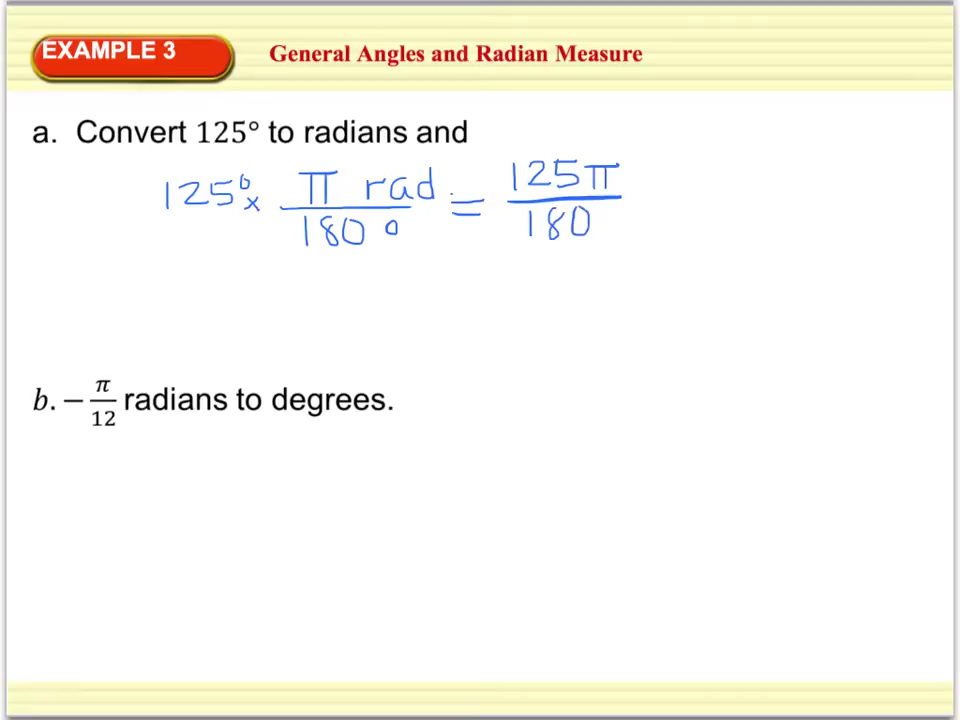 EXAMPLE 3 General Angles and Radian Measure
a. Convert 125° to radians and
125° × π rad / 180° = 125π / 180
b. − π/12 radians to degrees.